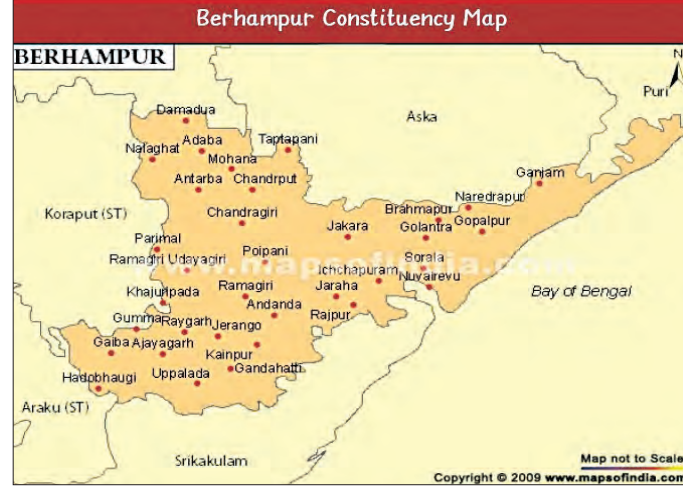 Berhampur Constituency Map
BERHAMPUR
N
Puri
Damadua
Aska
Adaba
Taptapani
Nalaghat
Mohana
Antarba
Chandrput
Ganjam
Naredrapur
Koraput (ST)
Chandragiri
Brahmapur
Jakara
Golantra
Gopalpur
Parimal
Poipani
Ramagiri Udayagiri
Sorala
www.mapsofindia.com
Ichchapuram
Nuvairevu
Khajuripada
Ramagiri
Jaraha
Bay of Bengal
Andanda
Rajpur
Gumma
Raygarh
Jerango
Gaiba
Ajayagarh
Kainpur
Gandahatti
Hadobhaugi
Uppalada
Araku (ST)
Srikakulam
Map not to Scale
Copyright © 2009 www.mapsofindia.com